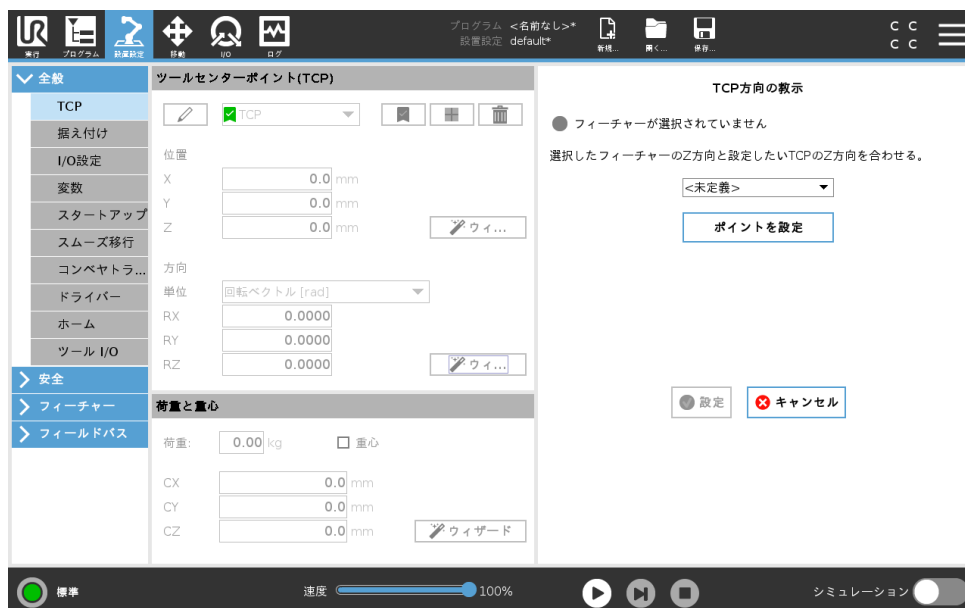 プログラム <名前なし>*
設置設定 default*
実行 プログラム 設置設定 移動 I/O ログ
新規... 開く... 保存...
C C
C C
全般
TCP
据え付け
I/O設定
変数
スタートアップ
スムーズ移行
コンベヤトラ...
ドライバー
ホーム
ツール I/O
安全
フィーチャー
フィールドバス
ツールセンターポイント(TCP)
TCP
位置
X 0.0 mm
Y 0.0 mm
Z 0.0 mm
ウィ...
方向
単位 回転ベクトル [rad]
RX 0.0000
RY 0.0000
RZ 0.0000
ウィ...
荷重と重心
荷重: 0.00 kg 重心
CX 0.0 mm
CY 0.0 mm
CZ 0.0 mm
ウィザード
TCP方向の教示
フィーチャーが選択されていません
選択したフィーチャーのZ方向と設定したいTCPのZ方向を合わせる。
<未定義>
ポイントを設定
設定 キャンセル
標準
速度 100%
シミュレーション